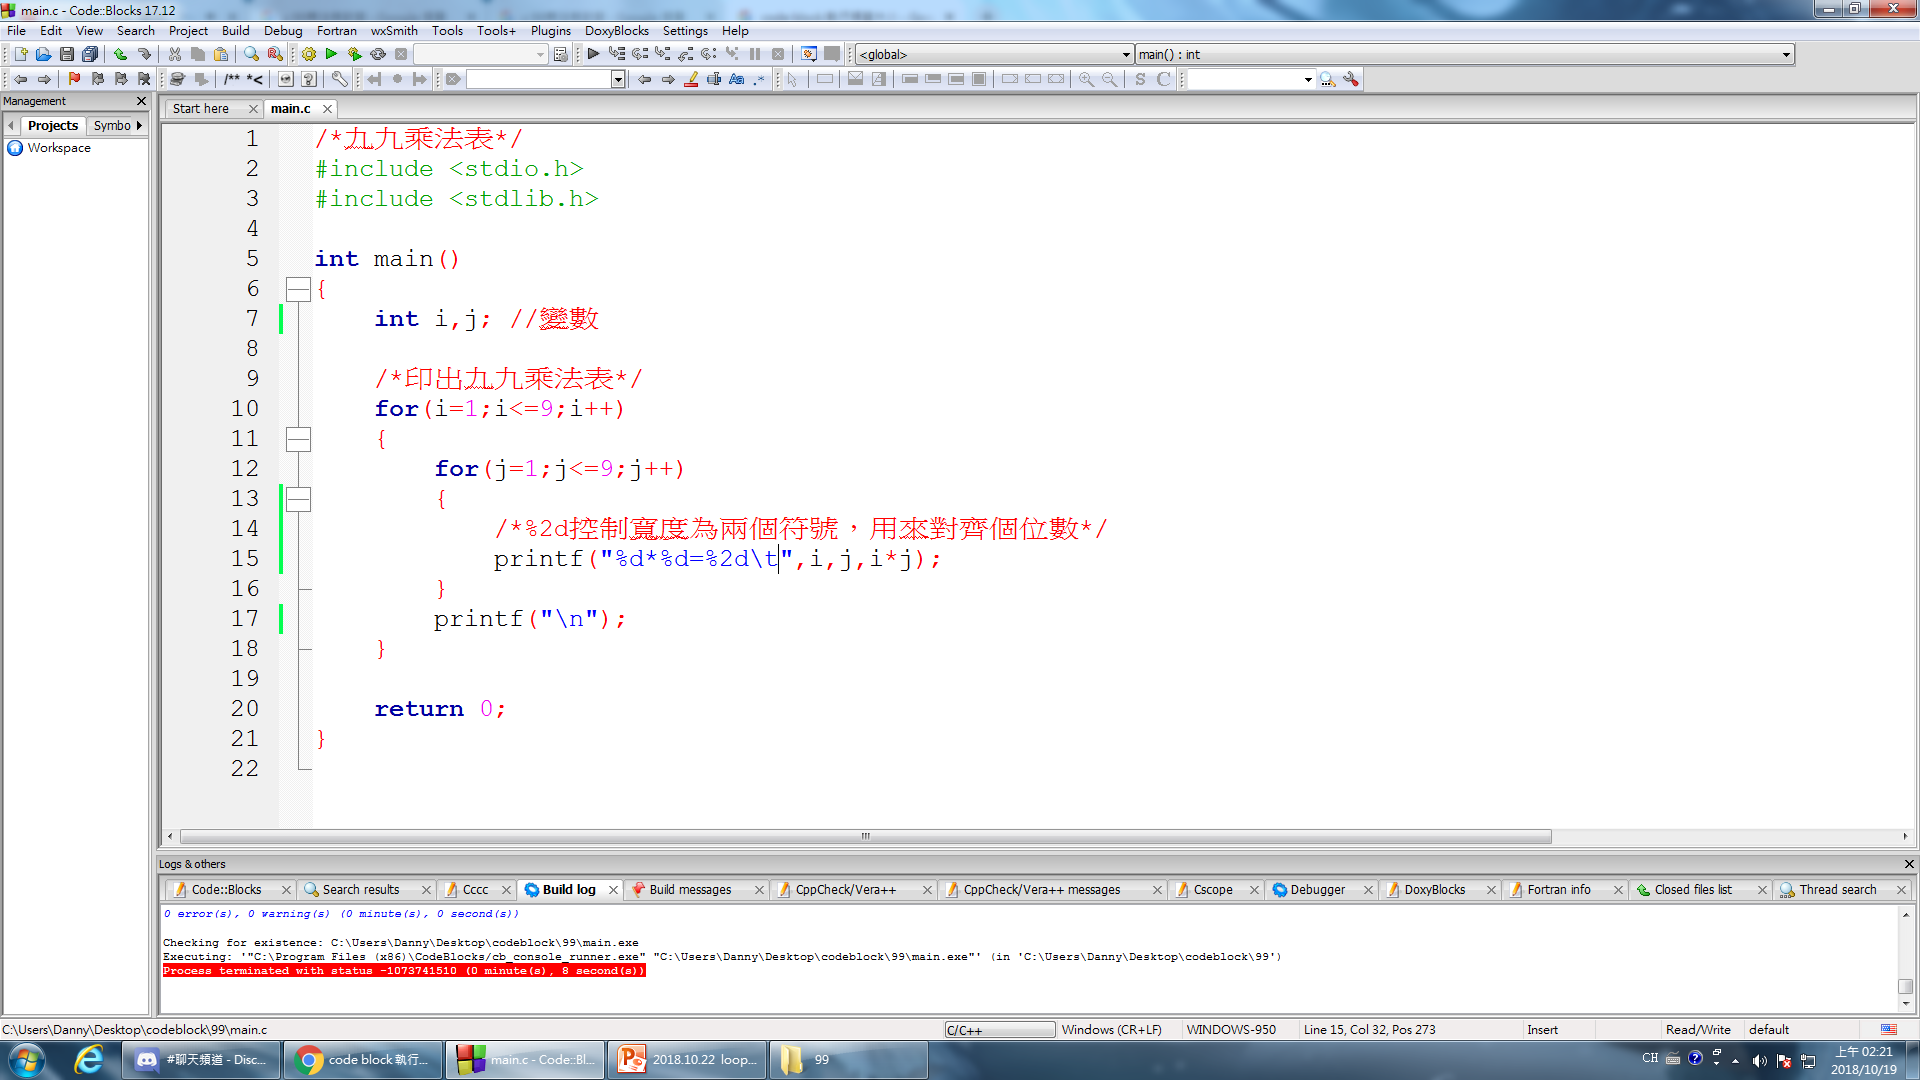 main.c - Code::Blocks 17.12
File Edit View Search Project Build Debug Fortran wxSmith Tools Tools+ Plugins DoxyBlocks Settings Help
<global> main() : int
/** *<
Management
Start here main.c
Projects Symbo
Workspace
1 /*九九乘法表*/
2 #include <stdio.h>
3 #include <stdlib.h>
4
5 int main()
6 {
7 int i,j; //變數
8
9 /*印出九九乘法表*/
10 for(i=1;i<=9;i++)
11 {
12 for(j=1;j<=9;j++)
13 {
14 /*%2d控制寬度為兩個符號，用來對齊個位數*/
15 printf("%d*%d=%2d\t",i,j,i*j);
16 }
17 printf("\n");
18 }
19
20 return 0;
21 }
22
Logs & others
Code::Blocks Search results Cccc Build log Build messages CppCheck/Vera++ CppCheck/Vera++ messages Cscope Debugger DoxyBlocks Fortran info Closed files list Thread search
0 error(s), 0 warning(s) (0 minute(s), 0 second(s))
Checking for existence: C:\Users\Danny\Desktop\codeblock\99\main.exe
Executing: '"C:\Program Files (x86)\CodeBlocks/cb_console_runner.exe" "C:\Users\Danny\Desktop\codeblock\99\main.exe"' (in 'C:\Users\Danny\Desktop\codeblock\99')
Process terminated with status -1073741510 (0 minute(s), 8 second(s))
C:\Users\Danny\Desktop\codeblock\99\main.c C/C++ Windows (CR+LF) WINDOWS-950 Line 15, Col 32, Pos 273 Insert Read/Write default
#聊天頻道 - Disc... code block 執行... main.c - Code::Bl... 2018.10.22 loop... 99 CH 上午 02:21
2018/10/19